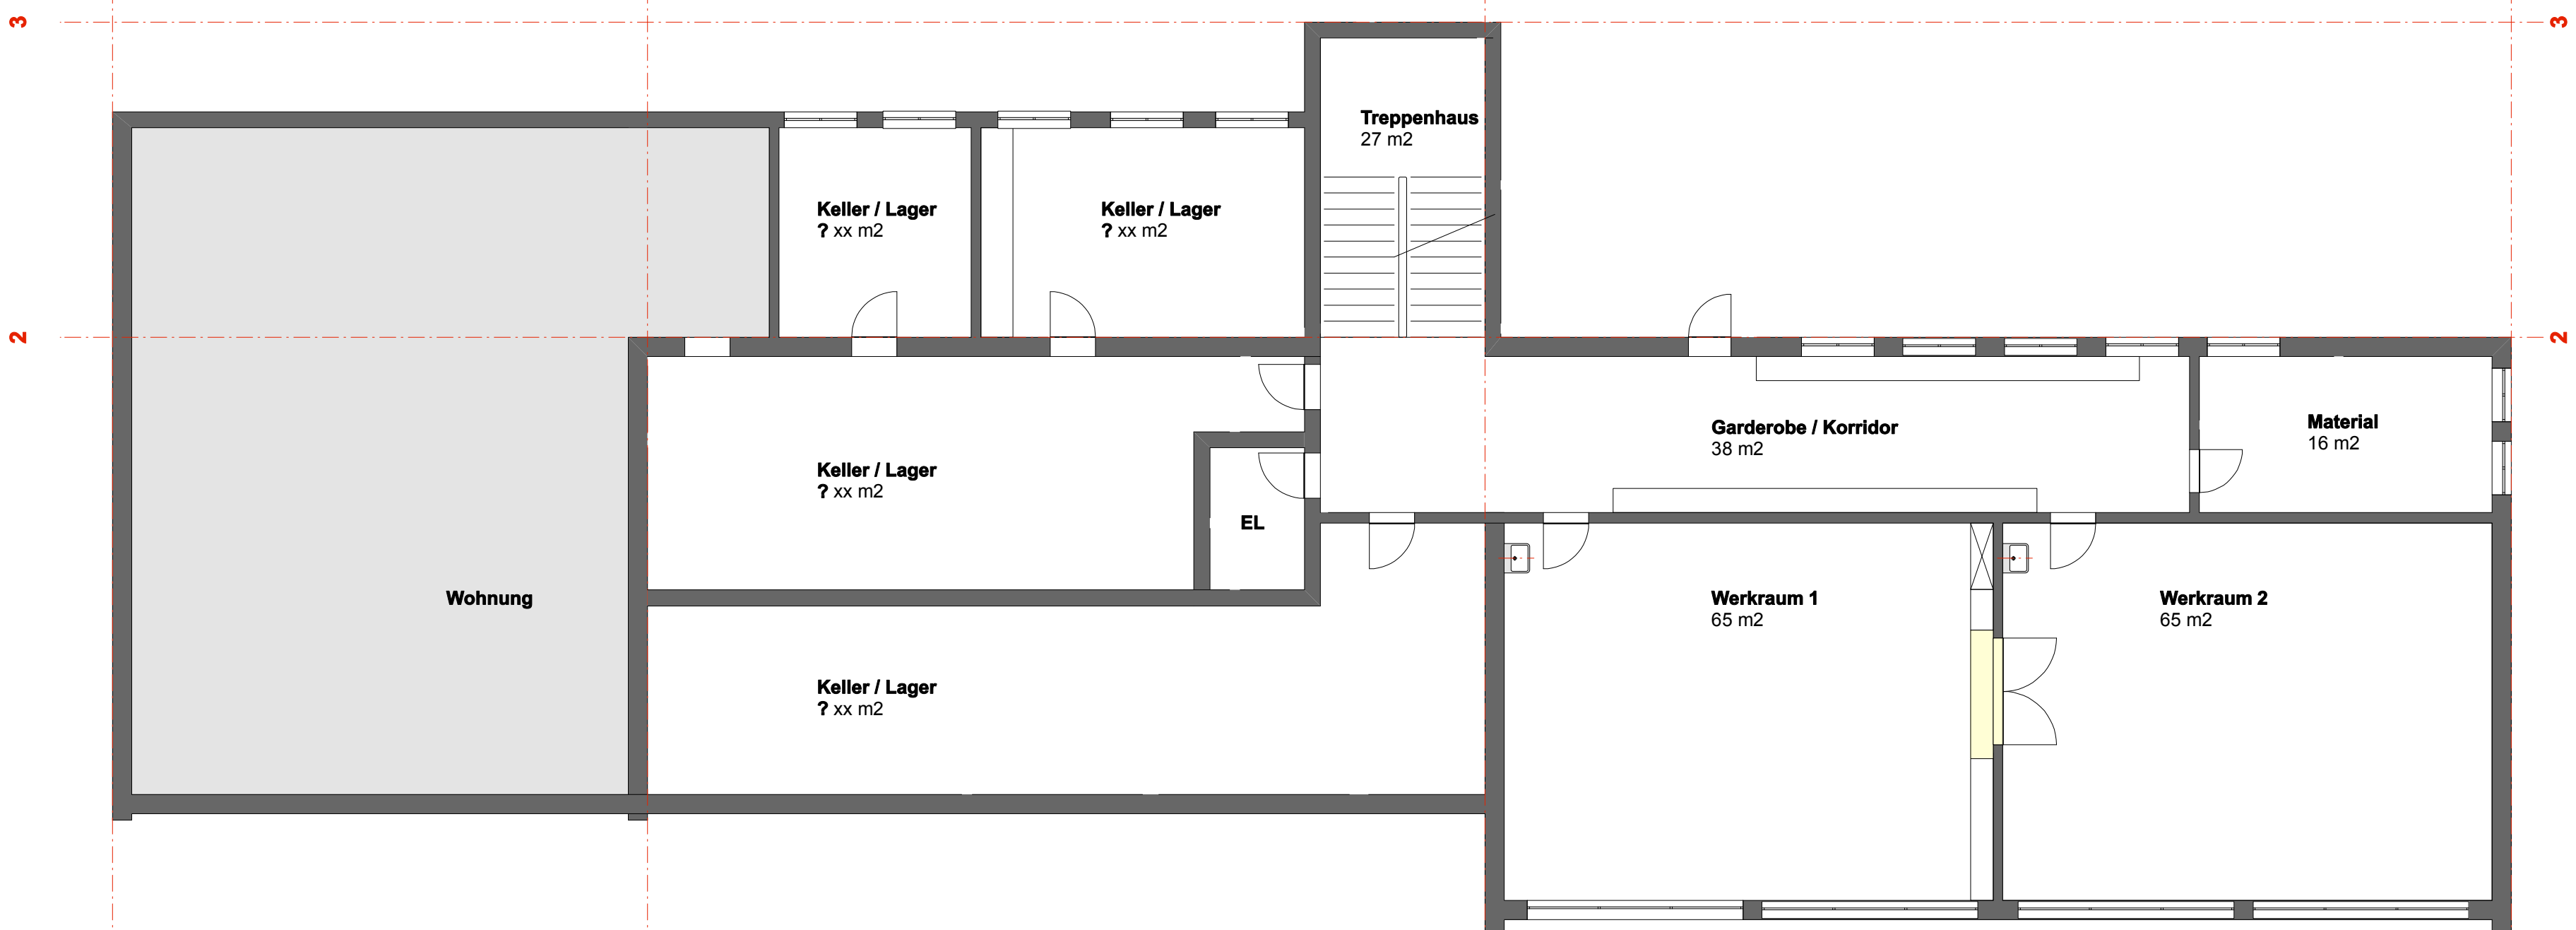 3
3
Treppenhaus
27 m2
Keller / Lager
? xx m2
Keller / Lager
? xx m2
2
2
Garderobe / Korridor
38 m2
Material
16 m2
Keller / Lager
? xx m2
EL
Wohnung
Werkraum 1
65 m2
Werkraum 2
65 m2
Keller / Lager
? xx m2